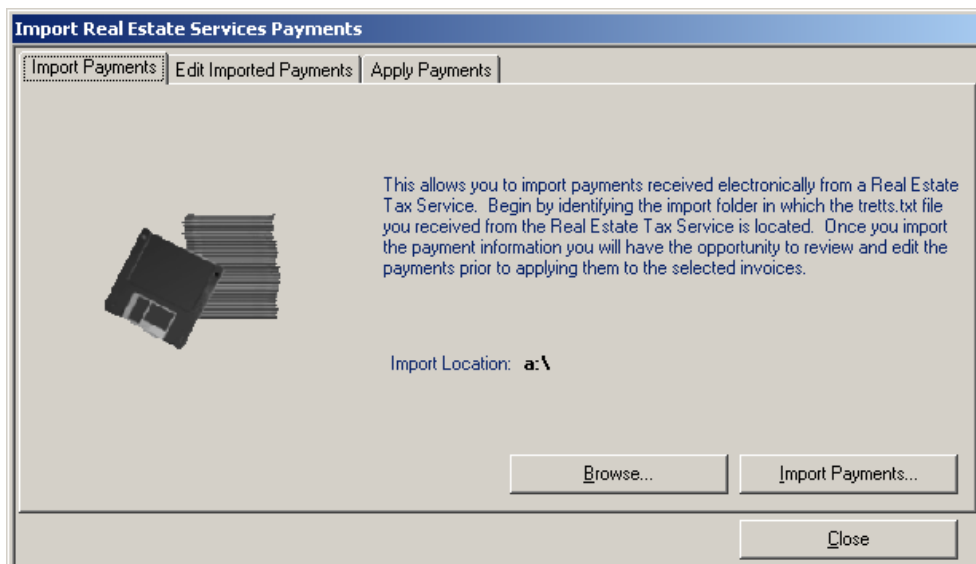 Import Real Estate Services Payments
Import Payments
Edit Imported Payments
Apply Payments
This allows you to import payments received electronically from a Real Estate
Tax Service.  Begin by identifying the import folder in which the tretts.txt file
you received from the Real Estate Tax Service is located.  Once you import
the payment information you will have the opportunity to review and edit the
payments prior to applying them to the selected invoices.
Import Location:  a:\
Browse...
Import Payments...
Close